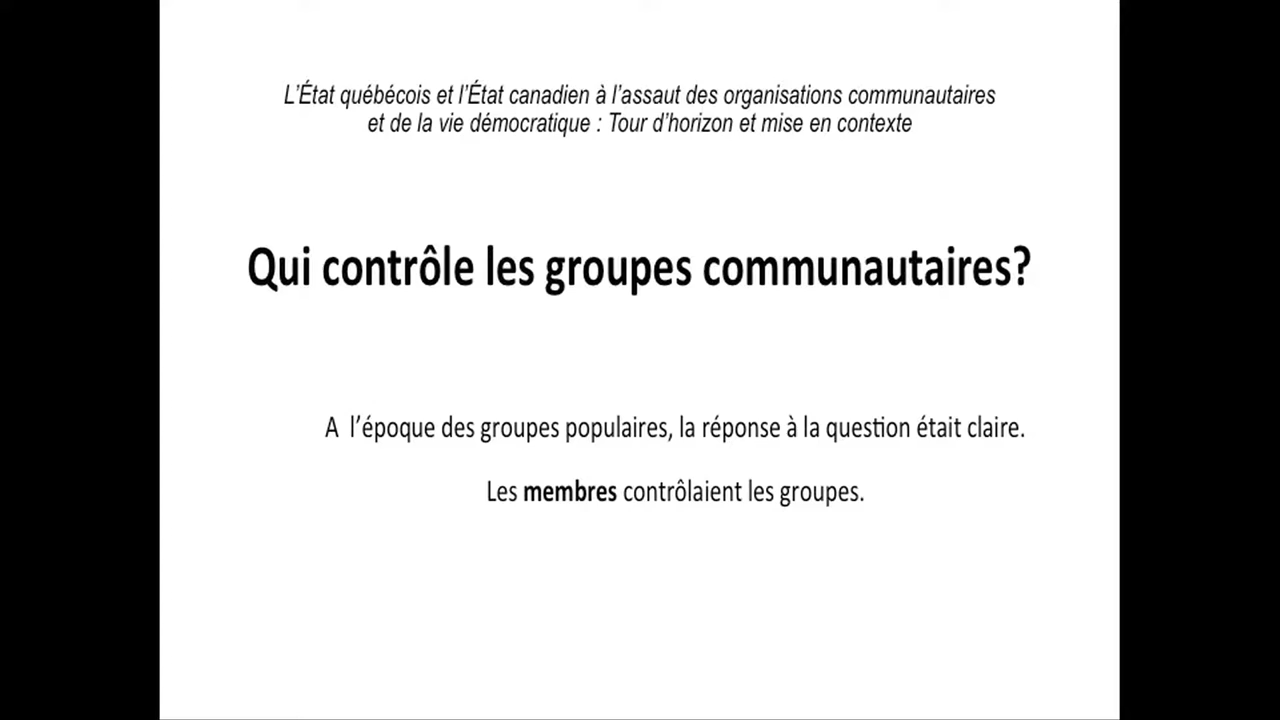 L’État québécois et l’État canadien à l’assaut des organisations communautaires
et de la vie démocratique : Tour d’horizon et mise en contexte
Qui contrôle les groupes communautaires?
A l’époque des groupes populaires, la réponse à la question était claire.
Les membres contrôlaient les groupes.